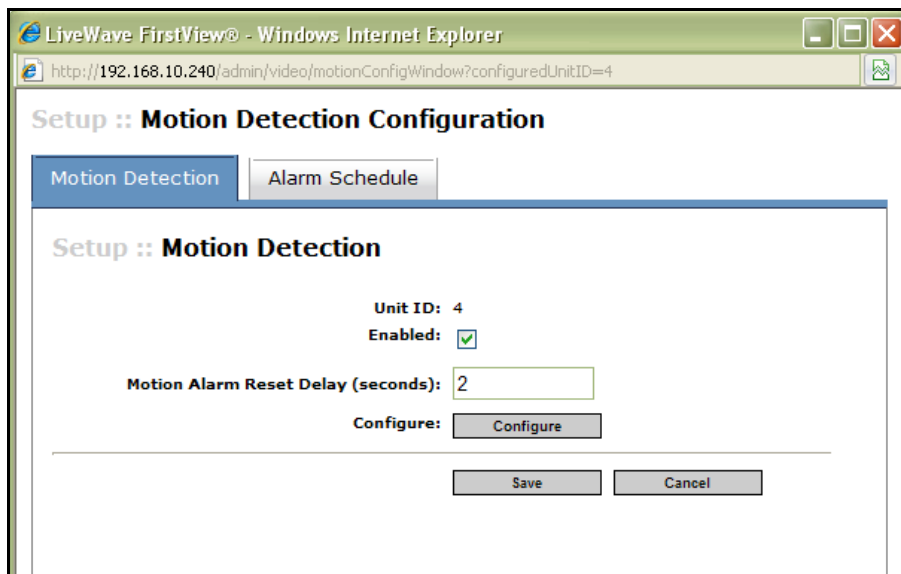 LiveWave FirstView® - Windows Internet Explorer
http://192.168.10.240/admin/video/motionConfigWindow?configuredUnitID=4
Setup :: Motion Detection Configuration
Motion Detection Alarm Schedule
Setup :: Motion Detection
Unit ID: 4
Enabled:
Motion Alarm Reset Delay (seconds): 2
Configure: Configure
Save Cancel